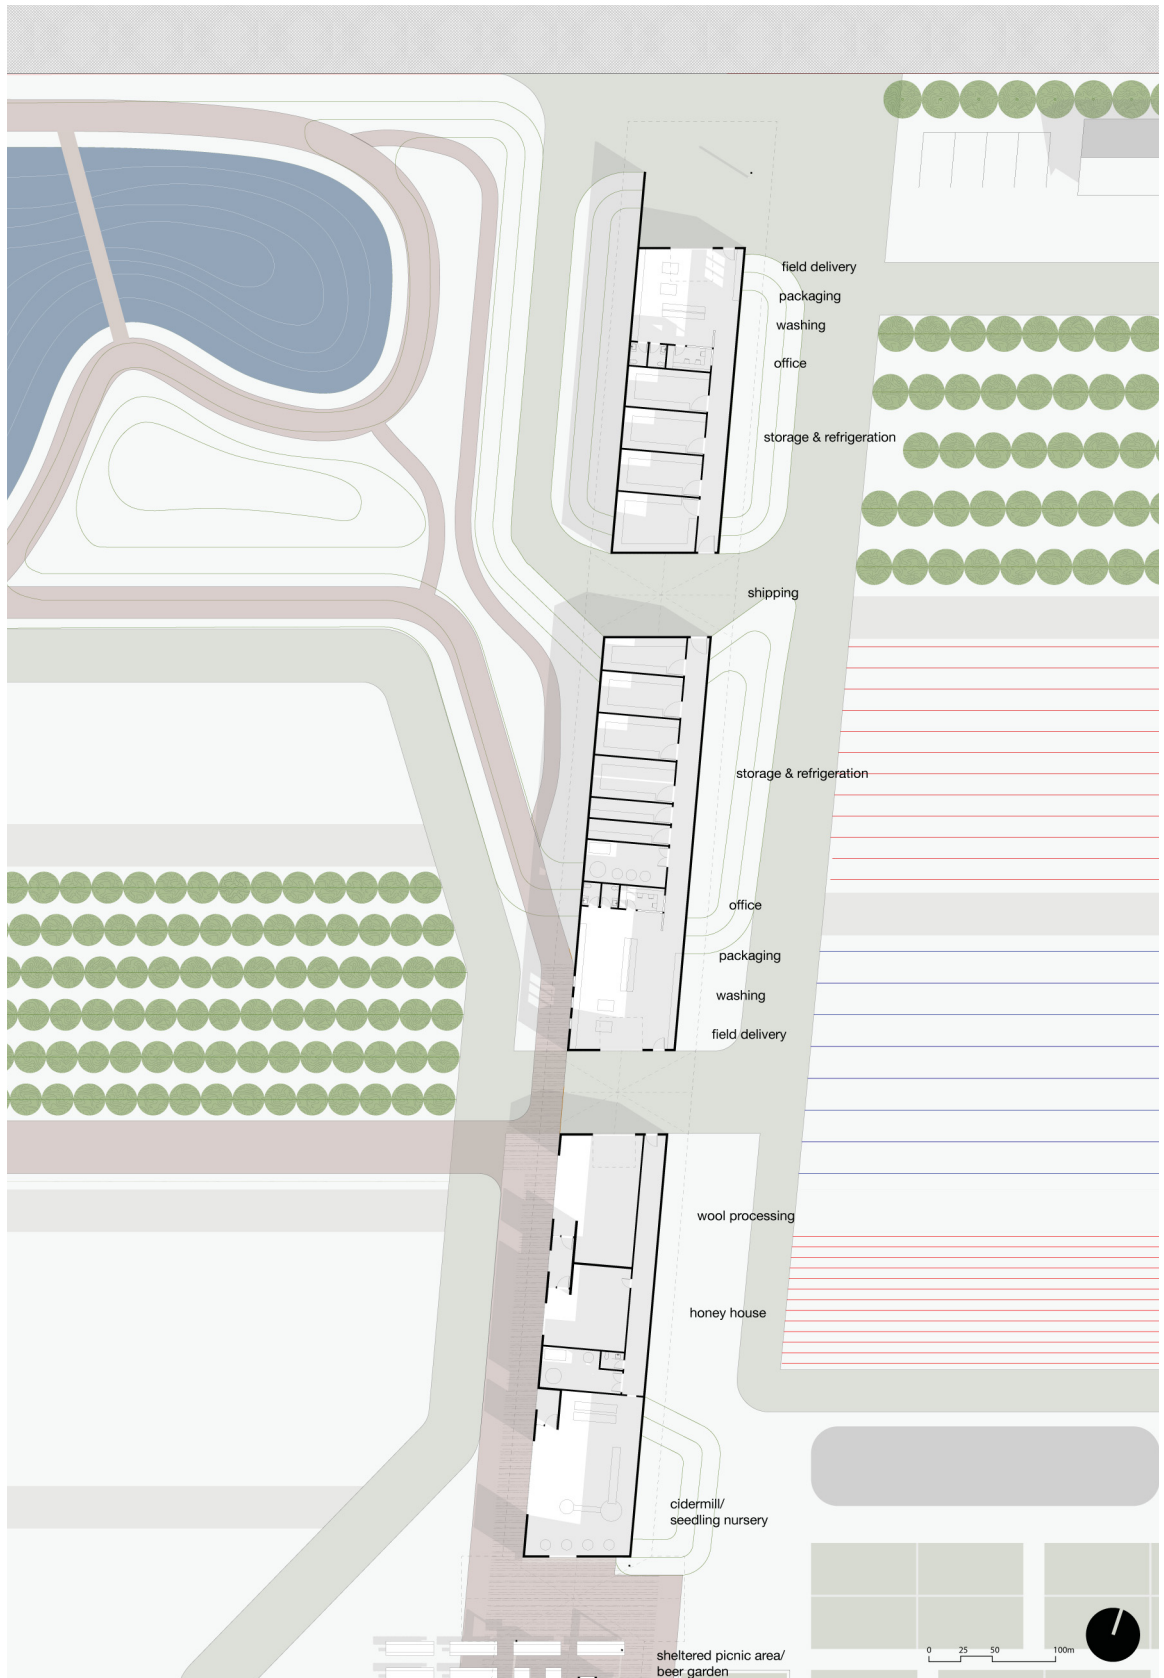 field delivery
packaging
washing
office
storage & refrigeration
shipping
storage & refrigeration
office
packaging
washing
field delivery
wool processing
honey house
cidermill/
seedling nursery
sheltered picnic area/
beer garden
0 25 50 100m